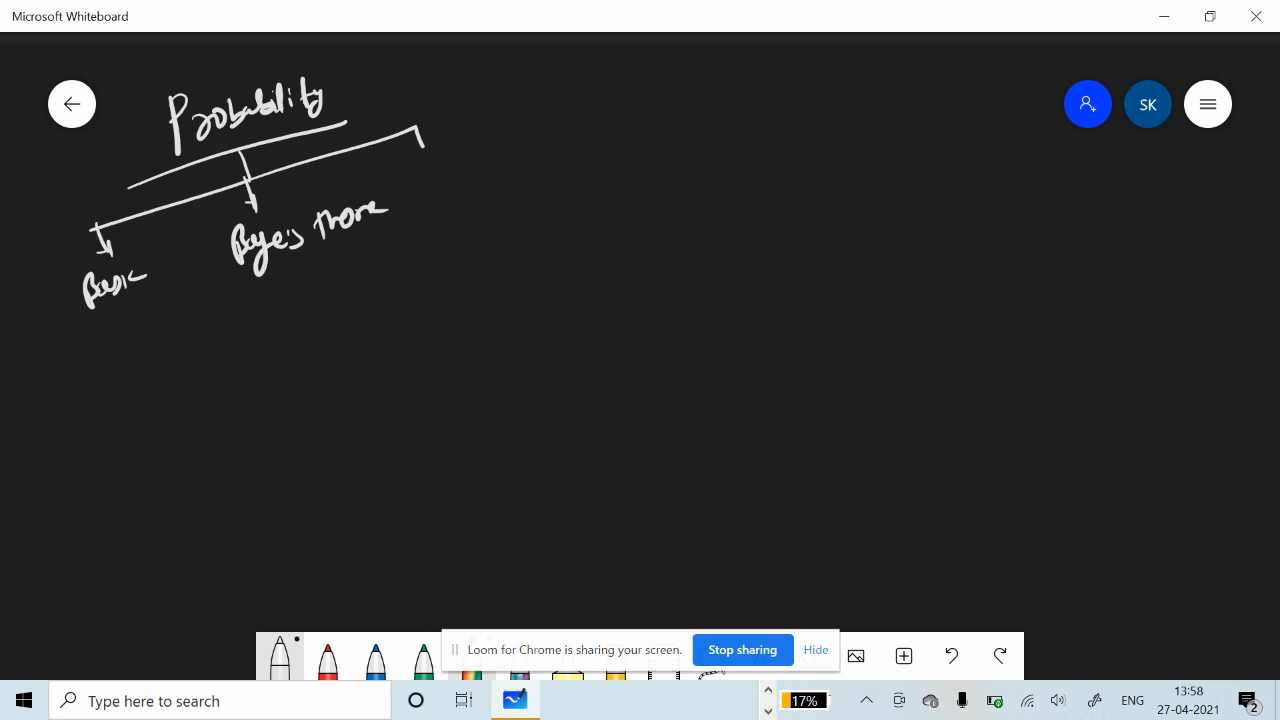 Microsoft Whiteboard
Probability
SK
Baye's Thore
Basic
Loom for Chrome is sharing your screen. Stop sharing Hide
Type here to search
17%
ENG
13:58
27-04-2021
2